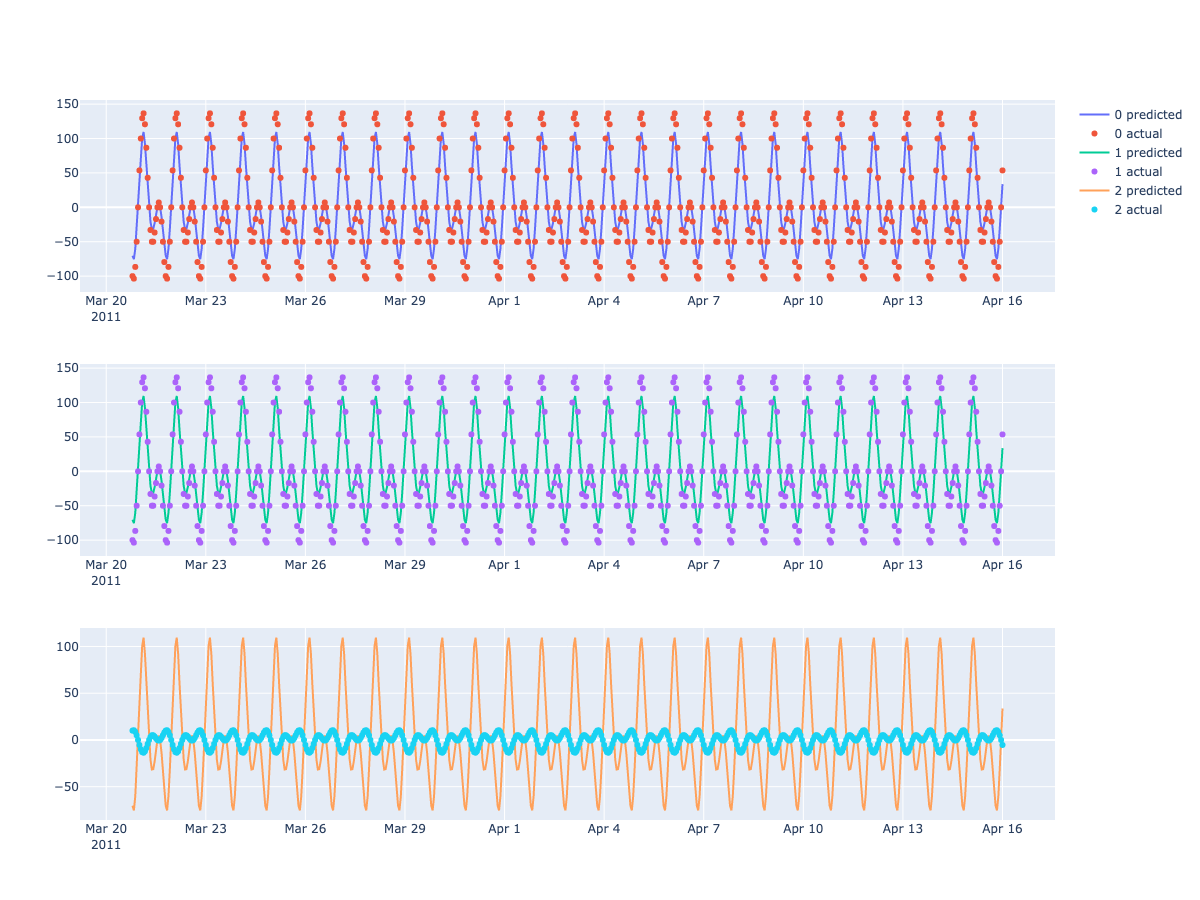 150
100
50
0
−50
−100
Mar 20
2011
Mar 23
Mar 26
Mar 29
Apr 1
Apr 4
Apr 7
Apr 10
Apr 13
Apr 16
0 predicted
0 actual
1 predicted
1 actual
2 predicted
2 actual
150
100
50
0
−50
−100
Mar 20
2011
Mar 23
Mar 26
Mar 29
Apr 1
Apr 4
Apr 7
Apr 10
Apr 13
Apr 16
100
50
0
−50
Mar 20
2011
Mar 23
Mar 26
Mar 29
Apr 1
Apr 4
Apr 7
Apr 10
Apr 13
Apr 16